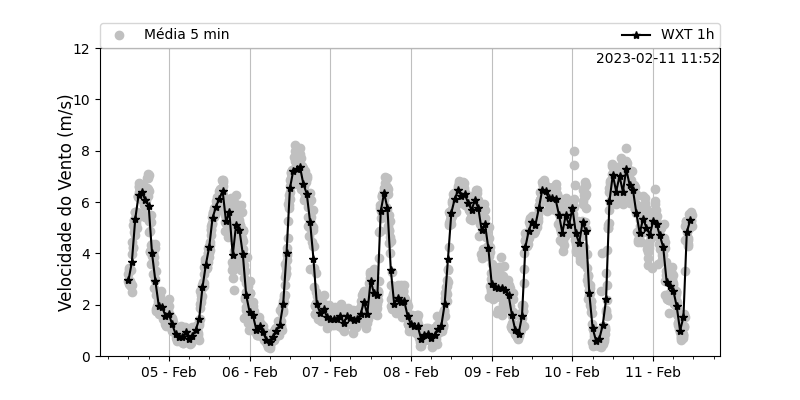 Média 5 min
WXT 1h
2023-02-11 11:52
Velocidade do Vento (m/s)
12
10
8
6
4
2
0
05 - Feb
06 - Feb
07 - Feb
08 - Feb
09 - Feb
10 - Feb
11 - Feb